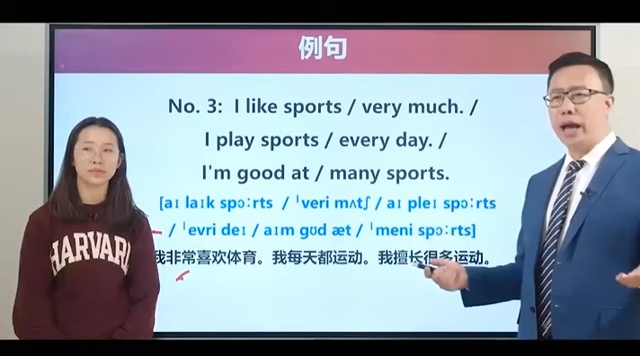 例句
No. 3: I like sports / very much. /
I play sports / every day. /
I'm good at / many sports.
[aɪ laɪk spɔːrts / ˈveri mʌtʃ / aɪ pleɪ spɔːrts
/ ˈevri deɪ / aɪm gʊd æt / ˈmeni spɔːrts]
我非常喜欢体育。我每天都运动。我擅长很多运动。
HARVARD